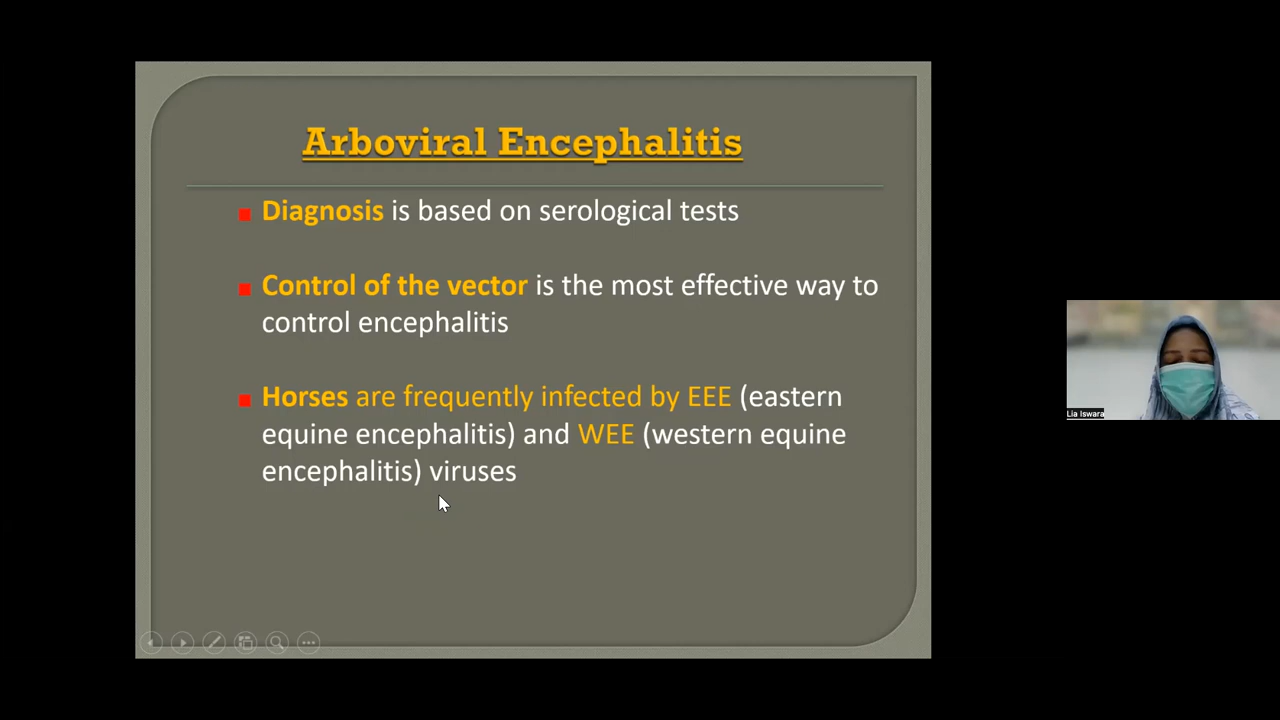 Arboviral Encephalitis
Diagnosis is based on serological tests
Control of the vector is the most effective way to
control encephalitis
Horses are frequently infected by EEE (eastern
equine encephalitis) and WEE (western equine
encephalitis) viruses
Lia Iswara